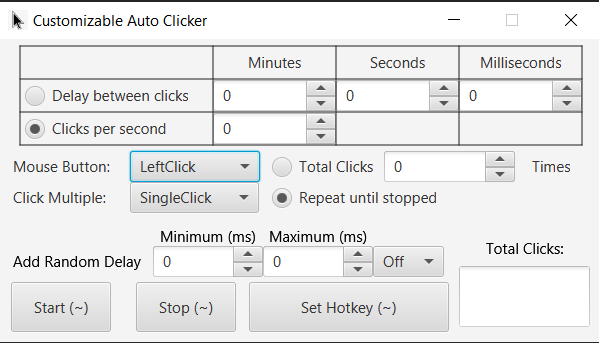 Customizable Auto Clicker
Minutes Seconds Milliseconds
Delay between clicks 0 0 0
Clicks per second 0
Mouse Button: LeftClick Total Clicks 0 Times
Click Multiple: SingleClick Repeat until stopped
Minimum (ms) Maximum (ms)
Add Random Delay 0 0 Off
Total Clicks:
Start (~) Stop (~) Set Hotkey (~)